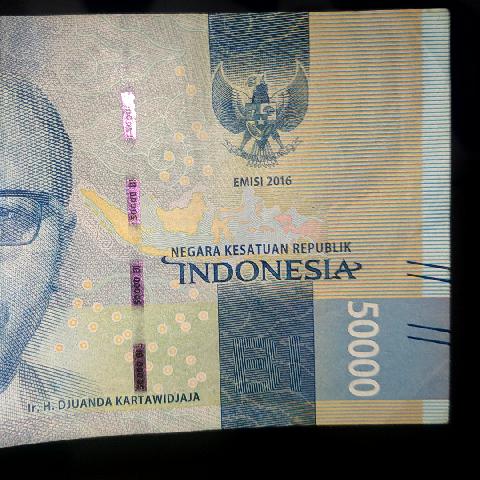 EMISI 2016
NEGARA KESATUAN REPUBLIK
INDONESIA
50000
Ir. H. DJUANDA KARTAWIDJAJA